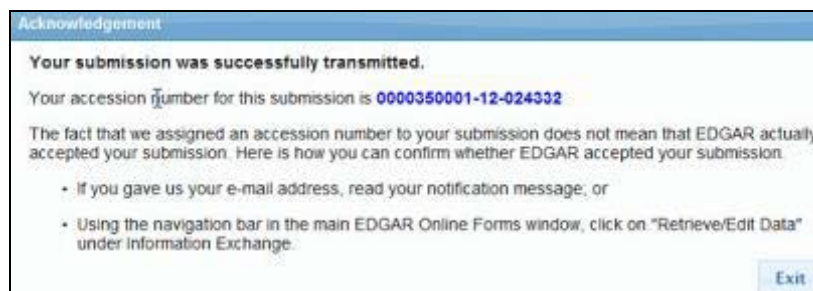 Acknowledgement
Your submission was successfully transmitted.
Your accession number for this submission is 0000350001-12-024332
The fact that we assigned an accession number to your submission does not mean that EDGAR actually
accepted your submission. Here is how you can confirm whether EDGAR accepted your submission.
• If you gave us your e-mail address, read your notification message; or
• Using the navigation bar in the main EDGAR Online Forms window, click on "Retrieve/Edit Data"
under Information Exchange.
Exit